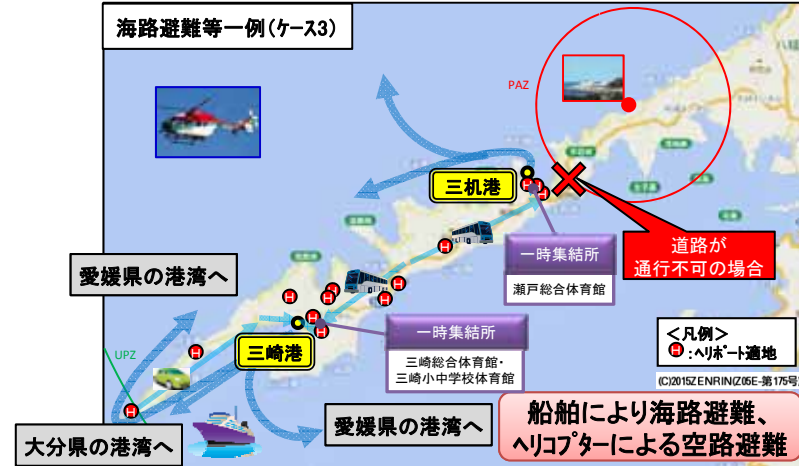 海路避難等一例(ケース3)
PAZ
三机港
道路が
通行不可の場合
一時集結所
瀬戸総合体育館
愛媛県の港湾へ
一時集結所
三崎総合体育館・
三崎小中学校体育館
三崎港
UPZ
<凡例>
H:ヘリポート適地
(C)2015ZENRIN(Z05E-第175号)
大分県の港湾へ
愛媛県の港湾へ
船舶により海路避難、
ヘリコプターによる空路避難